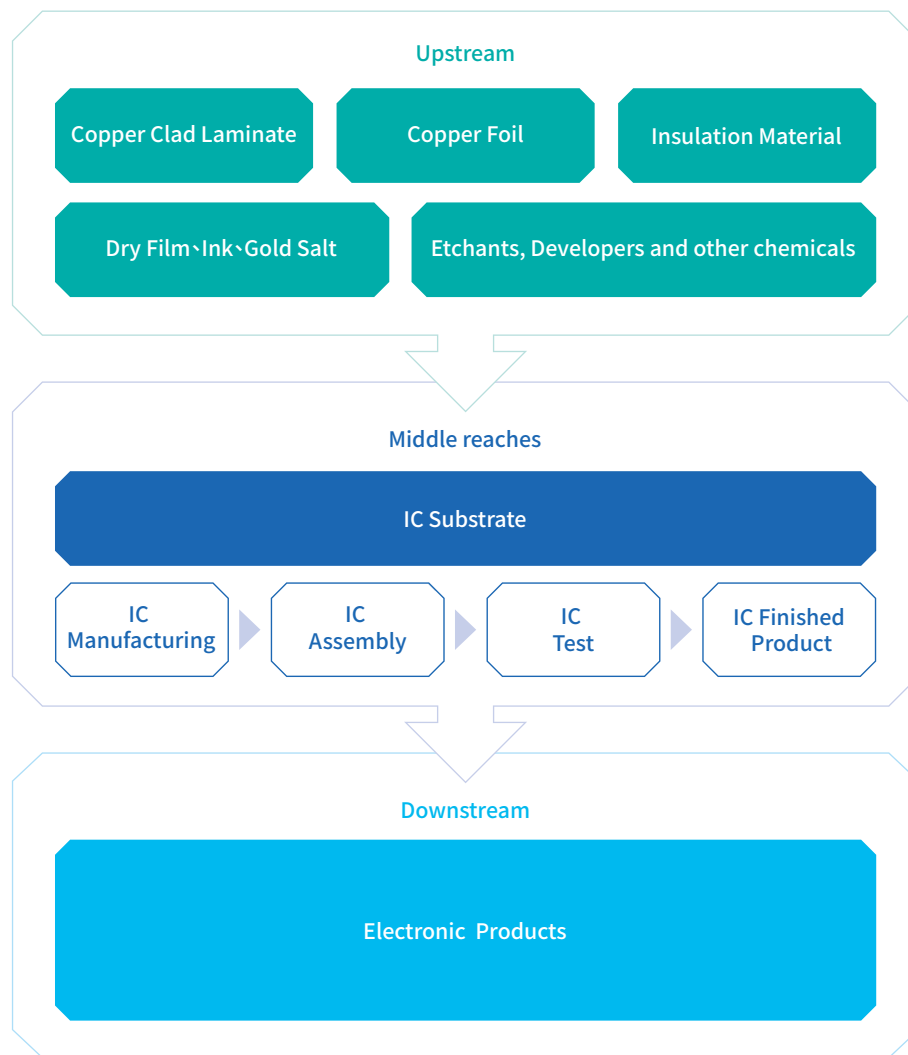 Upstream
Copper Clad Laminate
Copper Foil
Insulation Material
Dry Film、Ink、Gold Salt
Etchants, Developers and other chemicals
Middle reaches
IC Substrate
IC
Manufacturing
IC
Assembly
IC
Test
IC Finished
Product
Downstream
Electronic Products